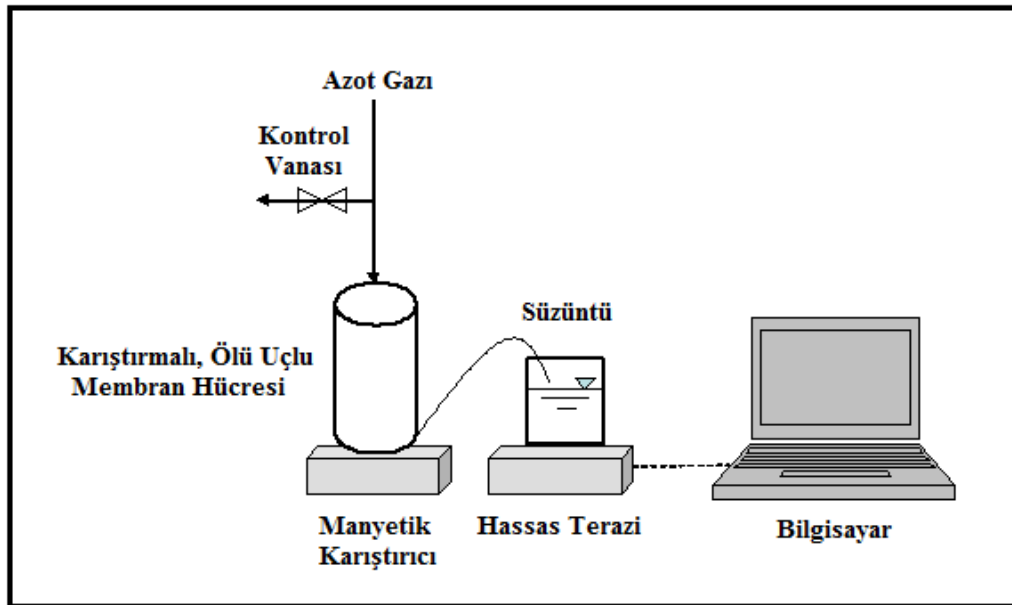 Azot Gazı
Kontrol
Vanası
Süzüntü
Karıştırmalı, Ölü Uçlu
Membran Hücresi
Manyetik
Karıştırıcı
Hassas Terazi
Bilgisayar